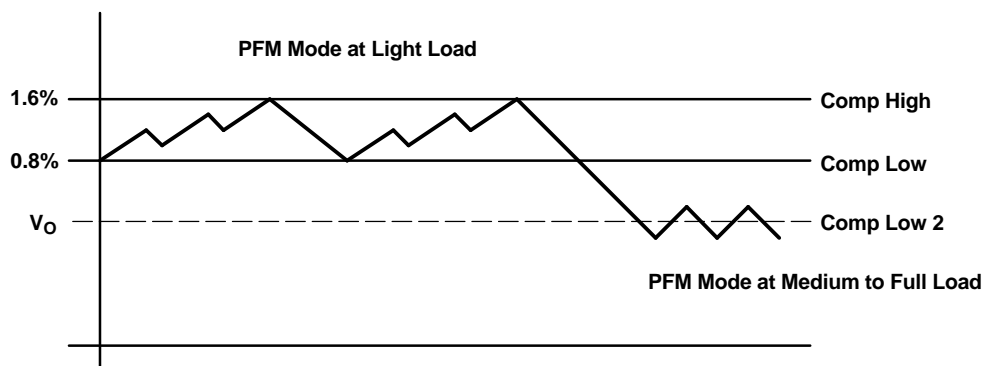 PFM Mode at Light Load
1.6%
Comp High
0.8%
Comp Low
VO
Comp Low 2
PFM Mode at Medium to Full Load